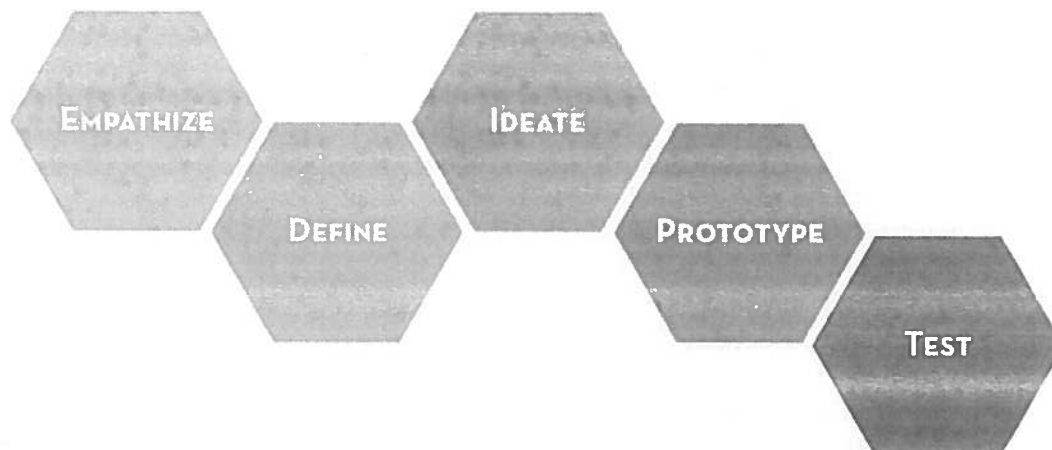 EMPATHIZE
DEFINE
IDEATE
PROTOTYPE
TEST